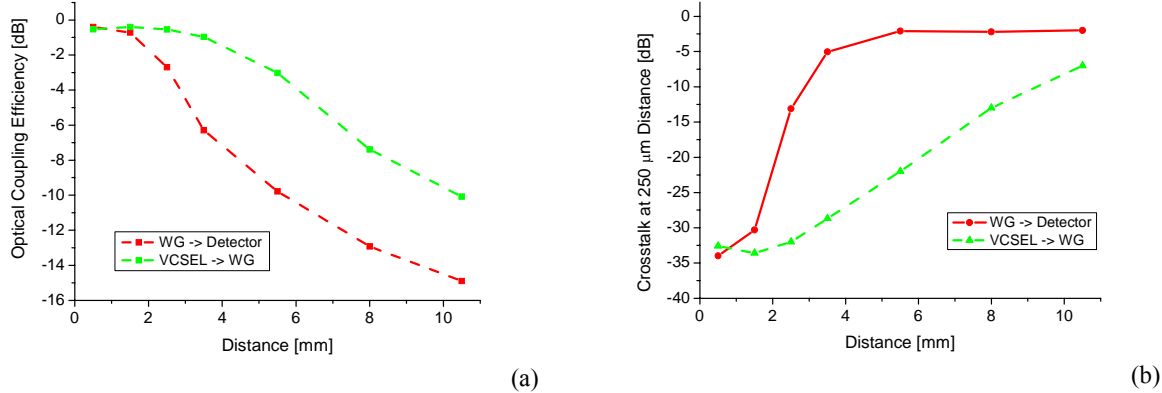 0
-2
-4
-6
-8
-10
-12
-14
-16
0 2 4 6 8 10
Optical Coupling Efficiency [dB]
Distance [mm]
WG -> Detector
VCSEL -> WG
(a)
0
-5
-10
-15
-20
-25
-30
-35
-40
0 2 4 6 8 10
Crosstalk at 250 µm Distance [dB]
Distance [mm]
WG -> Detector
VCSEL -> WG
(b)